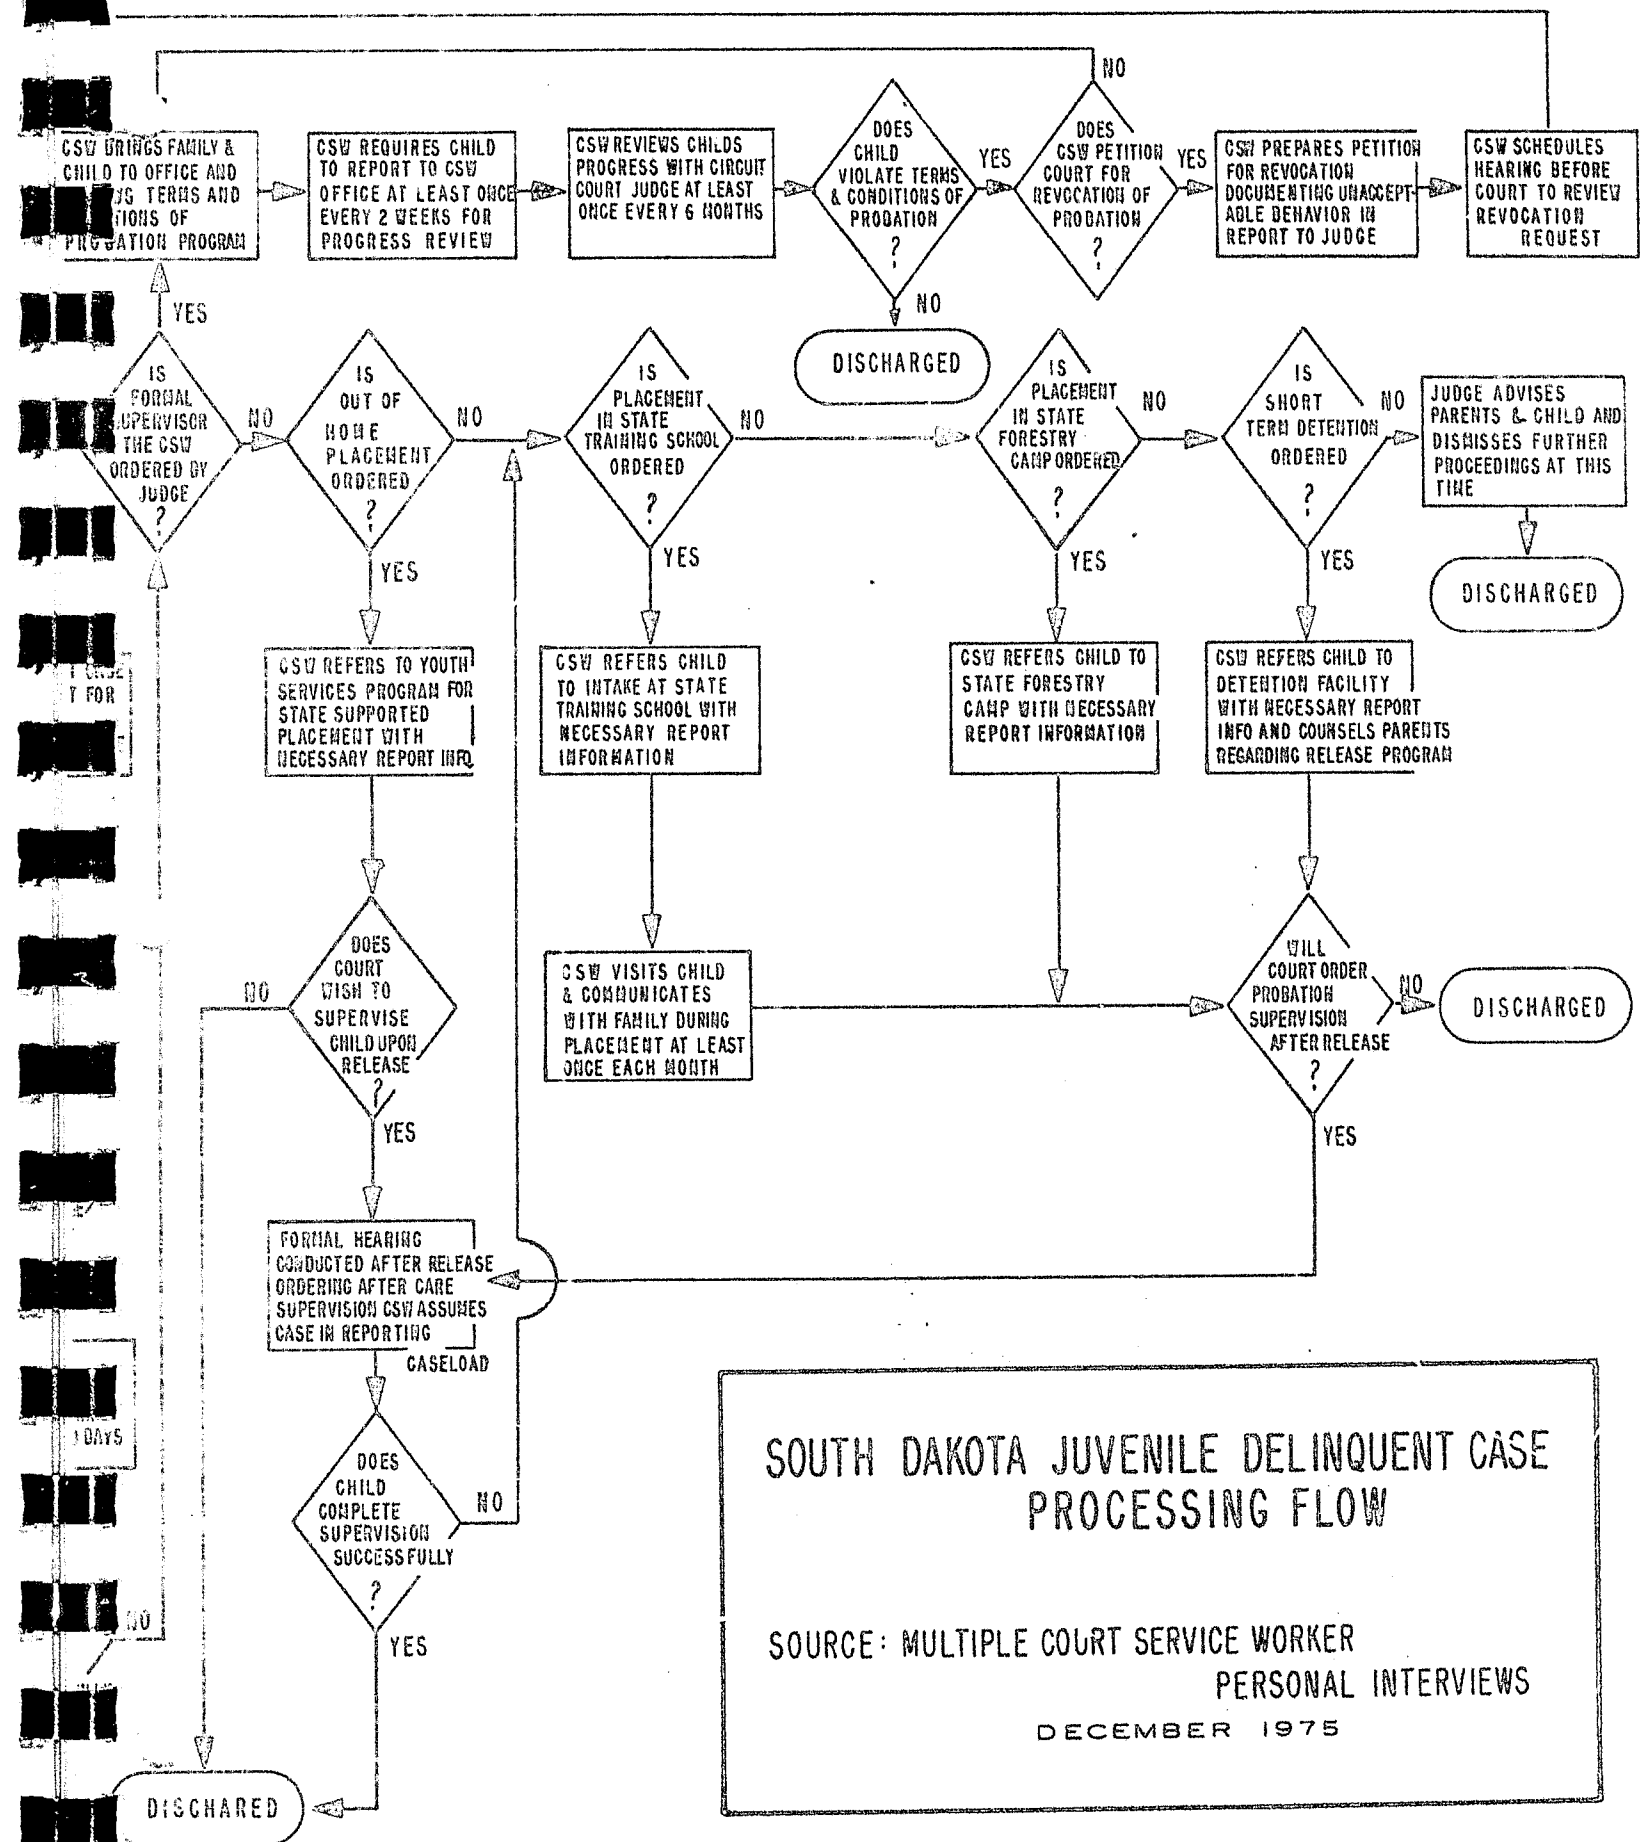 NO
CSW BRINGS FAMILY &
CHILD TO OFFICE AND
TERMS AND
TIONS OF
PROBATION PROGRAM
CSW REQUIRES CHILD
TO REPORT TO CSW
OFFICE AT LEAST ONCE
EVERY 2 WEEKS FOR
PROGRESS REVIEW
CSW REVIEWS CHILDS
PROGRESS WITH CIRCUIT
COURT JUDGE AT LEAST
ONCE EVERY 6 MONTHS
DOES
CHILD
VIOLATE TERMS
& CONDITIONS OF
PROBATION
?
YES
DOES
CSW PETITION
COURT FOR
REVOCATION OF
PROBATION
?
YES
CSW PREPARES PETITION
FOR REVOCATION
DOCUMENTING UNACCEPT-
ABLE BEHAVIOR IN
REPORT TO JUDGE
CSW SCHEDULES
HEARING BEFORE
COURT TO REVIEW
REVOCATION
REQUEST
NO
DISCHARGED
YES
IS
FORMAL
SUPERVISOR
THE CSW
ORDERED BY
JUDGE
?
NO
IS
OUT OF
HOME
PLACEMENT
ORDERED
?
NO
IS
PLACEMENT
IN STATE
TRAINING SCHOOL
ORDERED
?
NO
IS
PLACEMENT
IN STATE
FORESTRY
CAMP ORDERED
?
NO
IS
SHORT
TERM DETENTION
ORDERED
?
NO
JUDGE ADVISES
PARENTS & CHILD AND
DISMISSES FURTHER
PROCEEDINGS AT THIS
TIME
DISCHARGED
YES
YES
YES
YES
T FOR
CSW REFERS TO YOUTH
SERVICES PROGRAM FOR
STATE SUPPORTED
PLACEMENT WITH
NECESSARY REPORT INFO.
CSW REFERS CHILD
TO INTAKE AT STATE
TRAINING SCHOOL WITH
NECESSARY REPORT
INFORMATION
CSW REFERS CHILD TO
STATE FORESTRY
CAMP WITH NECESSARY
REPORT INFORMATION
CSW REFERS CHILD TO
DETENTION FACILITY
WITH NECESSARY REPORT
INFO AND COUNSELS PARENTS
REGARDING RELEASE PROGRAM
NO
DOES
COURT
WISH TO
SUPERVISE
CHILD UPON
RELEASE
?
YES
CSW VISITS CHILD
& COMMUNICATES
WITH FAMILY DURING
PLACEMENT AT LEAST
ONCE EACH MONTH
WILL
COURT ORDER
PROBATION
SUPERVISION
AFTER RELEASE
?
NO
DISCHARGED
YES
FORMAL HEARING
CONDUCTED AFTER RELEASE
ORDERING AFTER CARE
SUPERVISION CSW ASSUMES
CASE IN REPORTING
CASELOAD
DAYS
DOES
CHILD
COMPLETE
SUPERVISION
SUCCESSFULLY
?
NO
YES
NO
DISCHARED
SOUTH DAKOTA JUVENILE DELINQUENT CASE
PROCESSING FLOW
SOURCE: MULTIPLE COURT SERVICE WORKER
PERSONAL INTERVIEWS
DECEMBER 1975